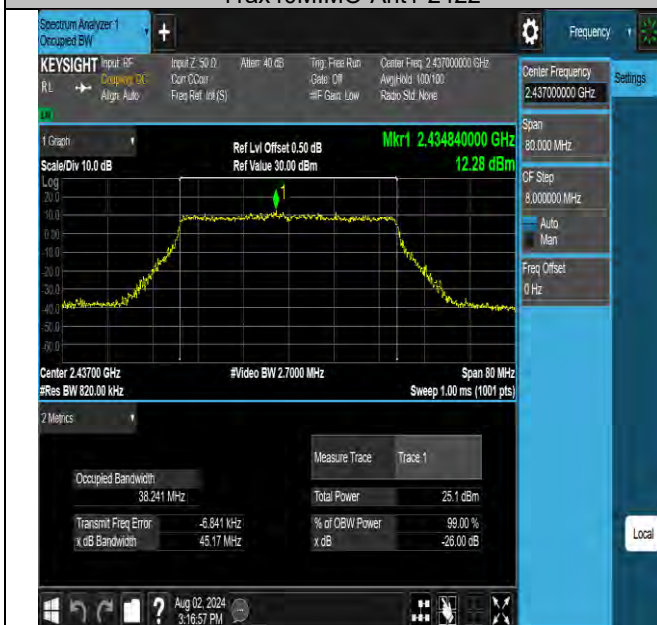 11ax40MIMO-Ant1-2422
Spectrum Analyzer 1
Occupied BW
Frequency
KEYSIGHT
RL
Input: RF
Coupling: DC
Align: Auto
Input Z: 50 Ω
Corr CCorr
Freq Ref: Int (S)
Atten: 40 dB
Trig: Free Run
Gate: Off
#IF Gain: Low
Center Freq: 2.437000000 GHz
Avg|Hold: 100/100
Radio Std: None
Center Frequency
2.437000000 GHz
Settings
Span
80.000 MHz
CF Step
8.000000 MHz
Auto
Man
Freq Offset
0 Hz
1 Graph
Scale/Div 10.0 dB
Ref Lvl Offset 0.50 dB
Ref Value 30.00 dBm
Mkr1 2.434840000 GHz
12.28 dBm
Log
20.0
10.0
0.00
-10.0
-20.0
-30.0
-40.0
-50.0
-60.0
1
Center 2.43700 GHz
#Res BW 820.00 kHz
#Video BW 2.7000 MHz
Span 80 MHz
Sweep 1.00 ms (1001 pts)
2 Metrics
Measure Trace Trace 1
Occupied Bandwidth
38.241 MHz
Total Power 25.1 dBm
Transmit Freq Error -6.841 kHz
% of OBW Power 99.00 %
x dB Bandwidth 45.17 MHz
x dB -26.00 dB
Local
Aug 02, 2024
3:16:57 PM